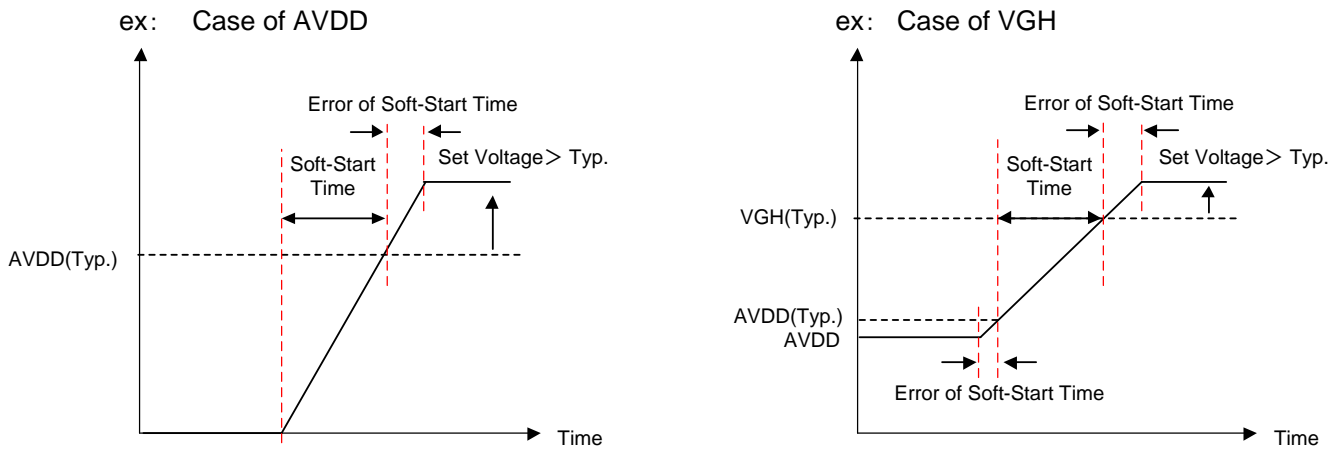 ex: Case of AVDD
Error of Soft-Start Time
Soft-Start
Time
Set Voltage＞ Typ.
AVDD(Typ.)
Time
ex: Case of VGH
Error of Soft-Start Time
Soft-Start
Time
Set Voltage＞ Typ.
VGH(Typ.)
AVDD(Typ.)
AVDD
Error of Soft-Start Time
Time